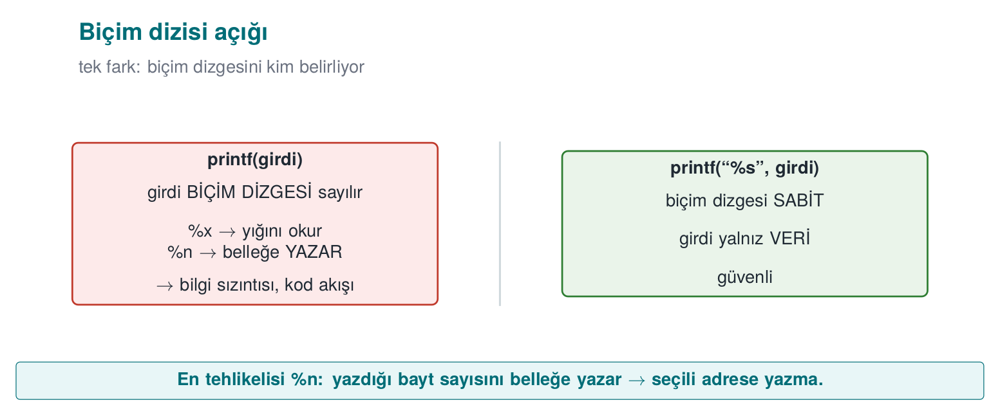 Biçim dizisi açığı
tek fark: biçim dizgesini kim belirliyor
printf(girdi)
girdi BİÇİM DİZGESİ sayılır
%x → yığını okur
%n → belleğe YAZAR
→ bilgi sızıntısı, kod akışı
printf(“%s”, girdi)
biçim dizgesi SABİT
girdi yalnız VERİ
güvenli
En tehlikelisi %n: yazdığı bayt sayısını belleğe yazar → seçili adrese yazma.